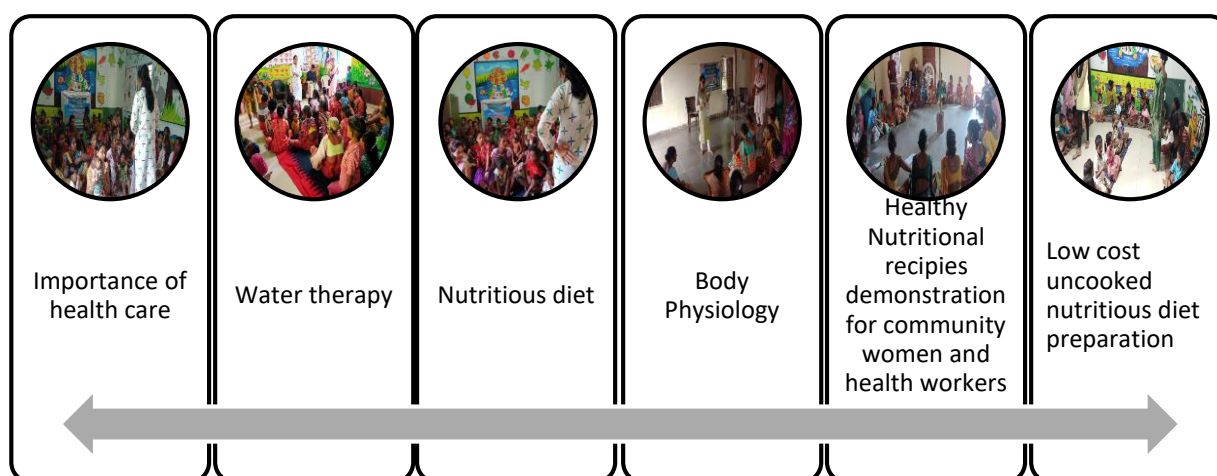 Importance of
health care
Water therapy
Nutritious diet
Body
Physiology
Healthy
Nutritional
recipies
demonstration
for community
women and
health workers
Low cost
uncooked
nutritious diet
preparation